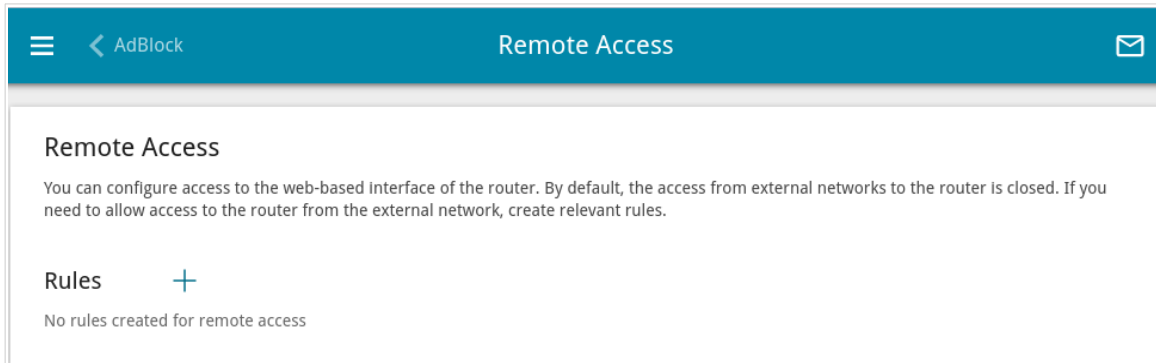 AdBlock
Remote Access
Remote Access
You can configure access to the web-based interface of the router. By default, the access from external networks to the router is closed. If you
need to allow access to the router from the external network, create relevant rules.
Rules
No rules created for remote access